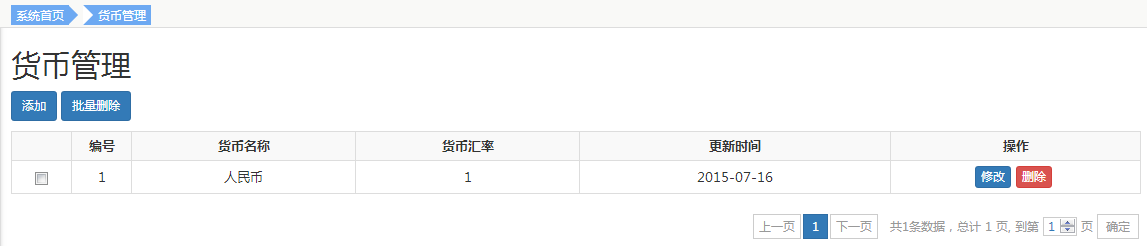 系统首页 货币管理
货币管理
添加 批量删除
编号 货币名称 货币汇率 更新时间 操作
1 人民币 1 2015-07-16 修改 删除
上一页 1 下一页 共1条数据，总计 1 页, 到第 1 页 确定